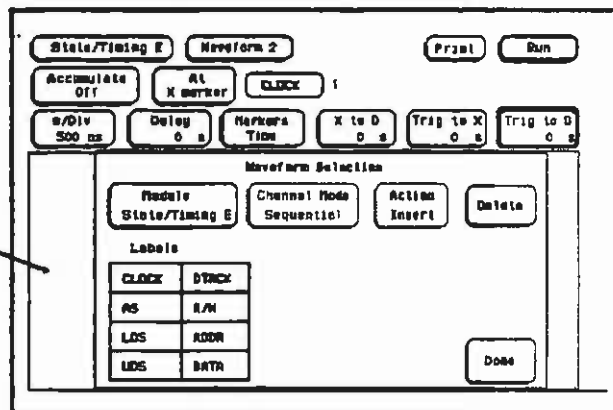 State/Timing E Waveform 2 Print Run
Accumulate Off At X marker CLOCK
s/Div 500 ns Delay 0 s Markers Time X to O 0 s Trig to X 0 s Trig to O 0 s
Waveform Selection
Module State/Timing E Channel Mode Sequential Action Insert Delete
Labels
CLOCK DTACK
AS R/W
LDS ADDR
UDS DATA
Done